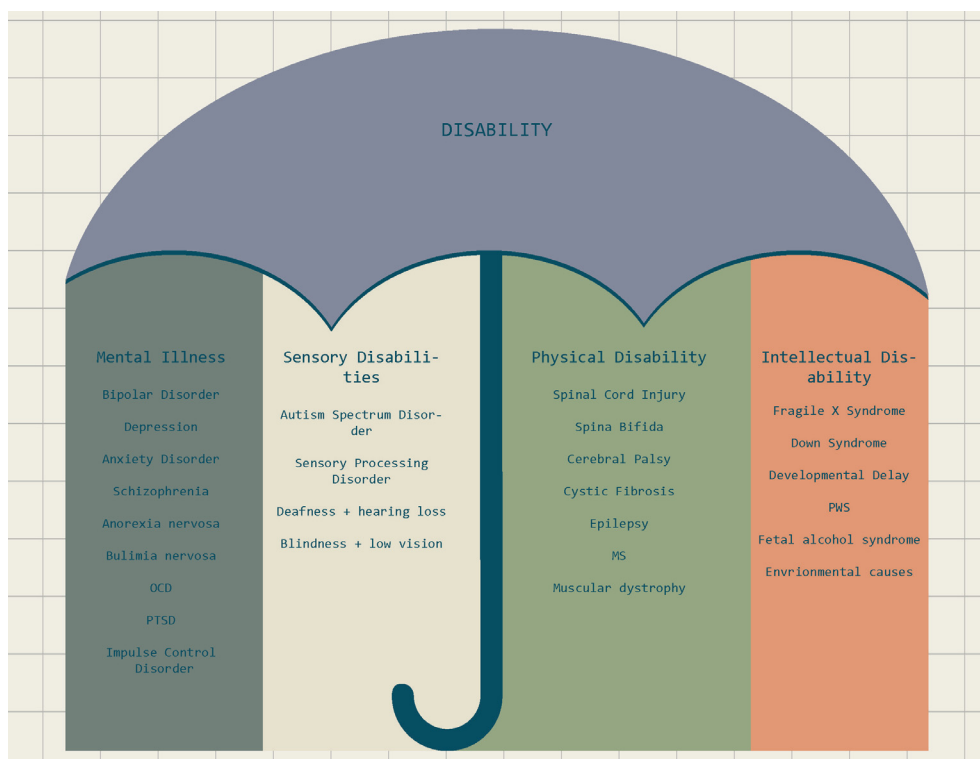 DISABILITY
Mental Illness
Bipolar Disorder
Depression
Anxiety Disorder
Schizophrenia
Anorexia nervosa
Bulimia nervosa
OCD
PTSD
Impulse Control
Disorder
Sensory Disabili-
ties
Autism Spectrum Disor-
der
Sensory Processing
Disorder
Deafness + hearing loss
Blindness + low vision
Physical Disability
Spinal Cord Injury
Spina Bifida
Cerebral Palsy
Cystic Fibrosis
Epilepsy
MS
Muscular dystrophy
Intellectual Dis-
ability
Fragile X Syndrome
Down Syndrome
Developmental Delay
PWS
Fetal alcohol syndrome
Envrionmental causes